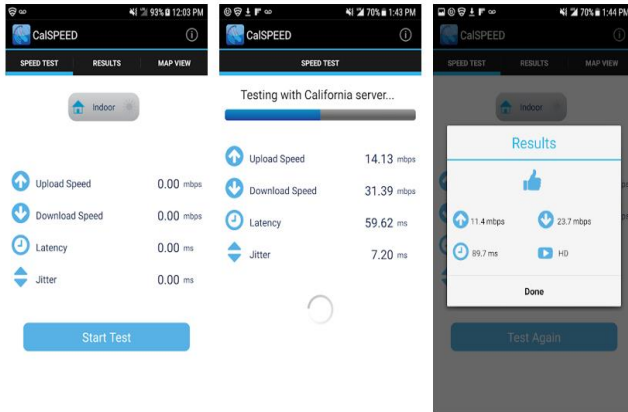 93% 12:03 PM
CalSPEED
SPEED TEST RESULTS MAP VIEW
Indoor
Upload Speed 0.00 mbps
Download Speed 0.00 mbps
Latency 0.00 ms
Jitter 0.00 ms
Start Test
70% 1:43 PM
CalSPEED
SPEED TEST
Testing with California server...
Upload Speed 14.13 mbps
Download Speed 31.39 mbps
Latency 59.62 ms
Jitter 7.20 ms
70% 1:44 PM
CalSPEED
SPEED TEST RESULTS MAP VIEW
Indoor
Results
11.4 mbps 23.7 mbps
89.7 ms HD
Done
Test Again